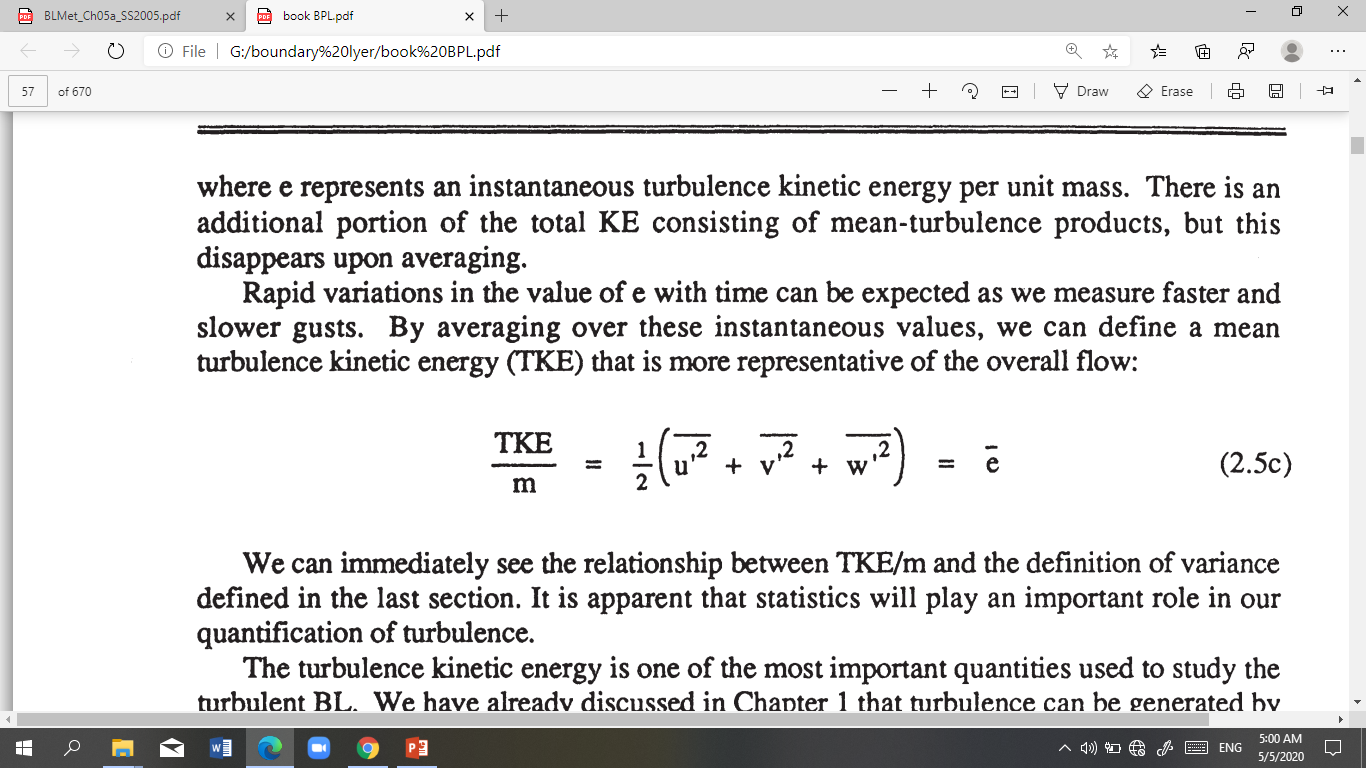 BLMet_Ch05a_SS2005.pdf
book BPL.pdf
File
G:/boundary%20lyer/book%20BPL.pdf
57 of 670
Draw
Erase
where e represents an instantaneous turbulence kinetic energy per unit mass. There is an
additional portion of the total KE consisting of mean-turbulence products, but this
disappears upon averaging.
Rapid variations in the value of e with time can be expected as we measure faster and
slower gusts. By averaging over these instantaneous values, we can define a mean
turbulence kinetic energy (TKE) that is more representative of the overall flow:
TKE/m = 1/2 ( u'² + v'² + w'² ) = e̅ (2.5c)
We can immediately see the relationship between TKE/m and the definition of variance
defined in the last section. It is apparent that statistics will play an important role in our
quantification of turbulence.
The turbulence kinetic energy is one of the most important quantities used to study the
turbulent BL. We have already discussed in Chapter 1 that turbulence can be generated by
ENG
5:00 AM
5/5/2020